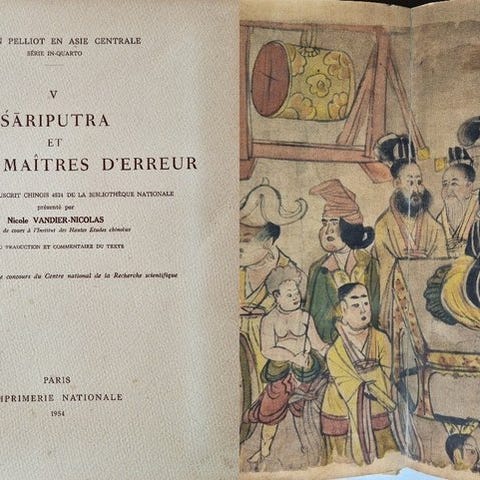 N PELLIOT EN ASIE CENTRALE
SÉRIE IN-QUARTO
V
ŚĀRIPUTRA
ET
MAÎTRES D'ERREUR
USCRIT CHINOIS 4524 DE LA BIBLIOTHÈQUE NATIONALE
présenté par
Nicole VANDIER-NICOLAS
de cours à l'Institut des Hautes Études chinoises
TRADUCTION ET COMMENTAIRE DU TEXTE
le concours du Centre national de la Recherche scientifique
PARIS
IMPRIMERIE NATIONALE
1954